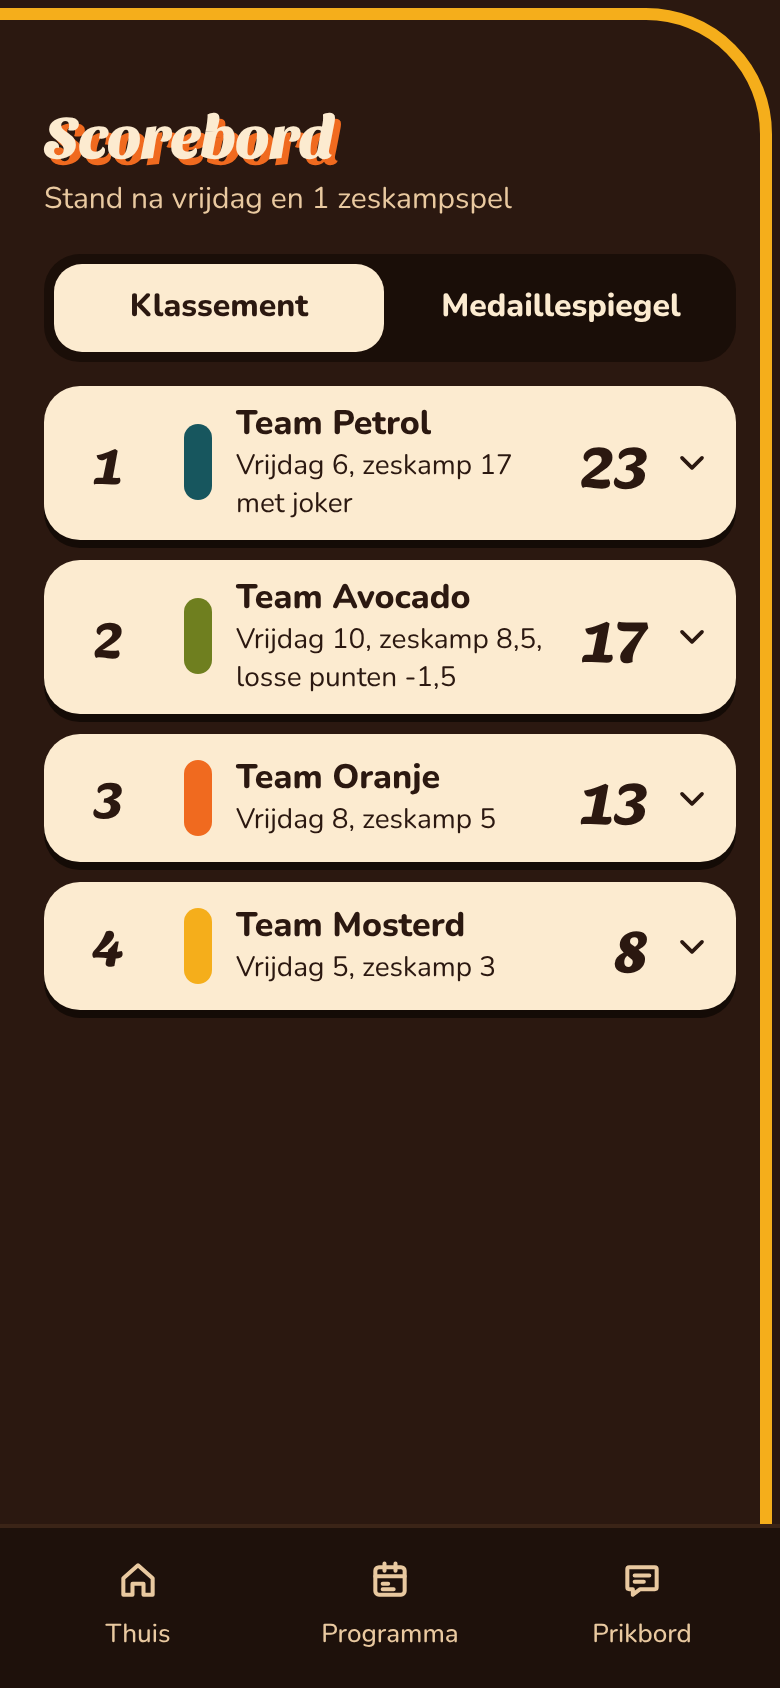 Scorebord
Stand na vrijdag en 1 zeskampspel
Klassement
Medaillespiegel
1
Team Petrol
Vrijdag 6, zeskamp 17
met joker
23
2
Team Avocado
Vrijdag 10, zeskamp 8,5,
losse punten -1,5
17
3
Team Oranje
Vrijdag 8, zeskamp 5
13
4
Team Mosterd
Vrijdag 5, zeskamp 3
8
Thuis
Programma
Prikbord